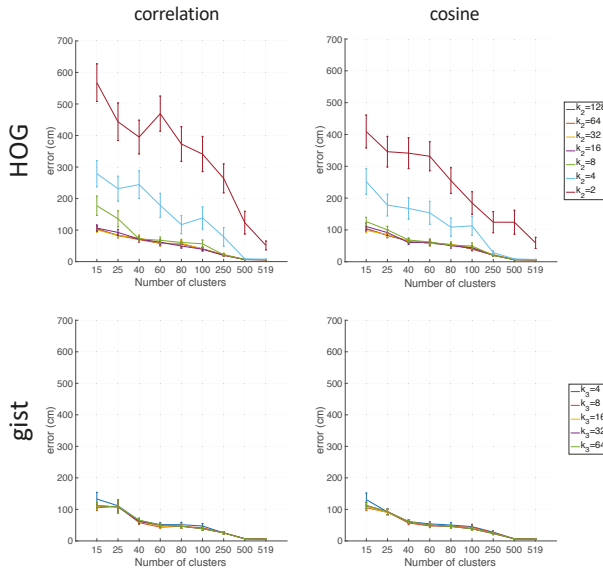 correlation
cosine
HOG
700
600
500
400
300
200
100
0
error (cm)
15 25 40 60 80 100 250 500 519
Number of clusters
700
600
500
400
300
200
100
0
error (cm)
15 25 40 60 80 100 250 500 519
Number of clusters
k₂=128
k₂=64
k₂=32
k₂=16
k₂=8
k₂=4
k₂=2
gist
700
600
500
400
300
200
100
0
error (cm)
15 25 40 60 80 100 250 500 519
Number of clusters
700
600
500
400
300
200
100
0
error (cm)
15 25 40 60 80 100 250 500 519
Number of clusters
k₃=4
k₃=8
k₃=16
k₃=32
k₃=64